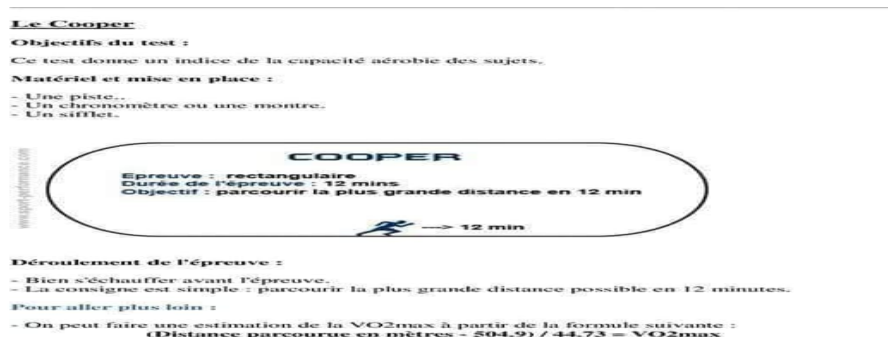 Le Cooper
Objectifs du test :
Ce test donne un indice de la capacité aérobie des sujets.
Matériel et mise en place :
- Une piste..
- Un chronomètre ou une montre.
- Un sifflet.
www.sport-performance.com
COOPER
Epreuve : rectangulaire
Durée de l'épreuve : 12 mins
Objectif : parcourir la plus grande distance en 12 min
---> 12 min
Déroulement de l'épreuve :
- Bien s'échauffer avant l'épreuve.
- La consigne est simple : parcourir la plus grande distance possible en 12 minutes.
Pour aller plus loin :
- On peut faire une estimation de la VO2max à partir de la formule suivante :
(Distance parcourue en mètres - 504.9) / 44.73 = VO2max